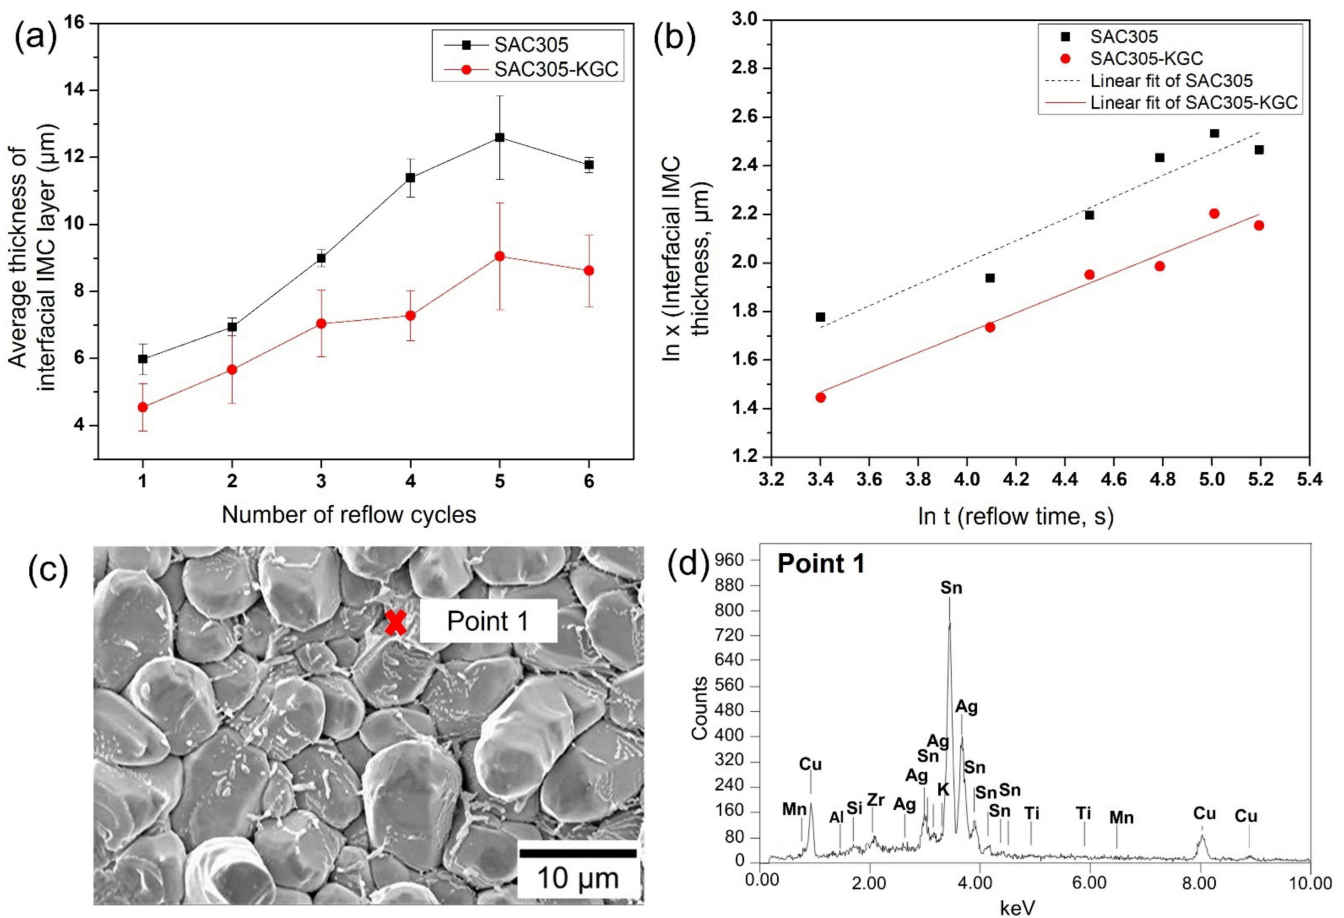 (a)
16
14
12
10
8
6
4
Average thickness of
interfacial IMC layer (µm)
SAC305
SAC305-KGC
1 2 3 4 5 6
Number of reflow cycles
(b)
3.0
2.8
2.6
2.4
2.2
2.0
1.8
1.6
1.4
1.2
ln x (Interfacial IMC
thickness, µm)
SAC305
SAC305-KGC
Linear fit of SAC305
Linear fit of SAC305-KGC
3.2 3.4 3.6 3.8 4.0 4.2 4.4 4.6 4.8 5.0 5.2 5.4
ln t (reflow time, s)
(c)
Point 1
10 µm
(d)
Point 1
960
880
800
720
640
560
480
400
320
240
160
80
0
Counts
Sn
Ag
Ag
Sn
Sn
Cu
Ag
K
Sn
Sn
Mn
Al
Si
Zr
Ag
Sn
Ti
Ti
Mn
Cu
Cu
0.00 2.00 4.00 6.00 8.00 10.00
keV